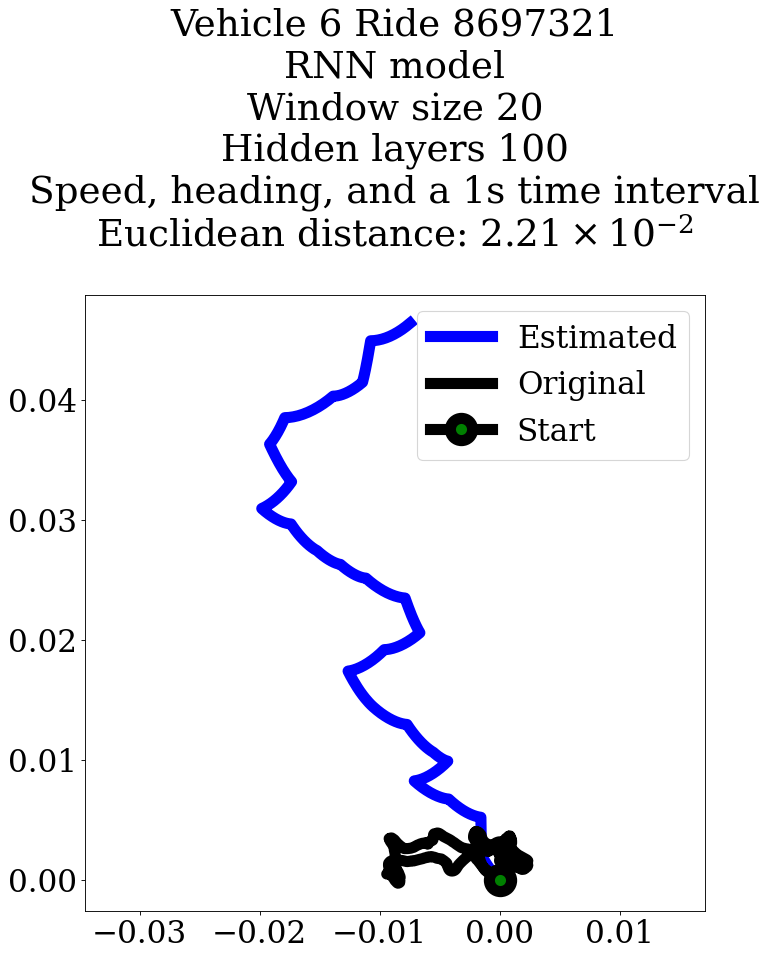 Vehicle 6 Ride 8697321
RNN model
Window size 20
Hidden layers 100
Speed, heading, and a 1s time interval
Euclidean distance: 2.21 × 10⁻²
Estimated
Original
Start
0.04
0.03
0.02
0.01
0.00
−0.03 −0.02 −0.01 0.00 0.01